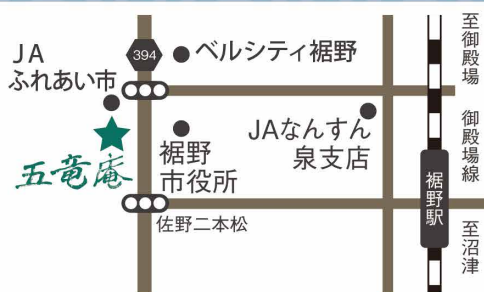 JA
ふれあい市
394
ベルシティ裾野
至御殿場
JAなんすん
泉支店
裾野
市役所
五竜庵
御殿場線
裾野駅
佐野二本松
至沼津